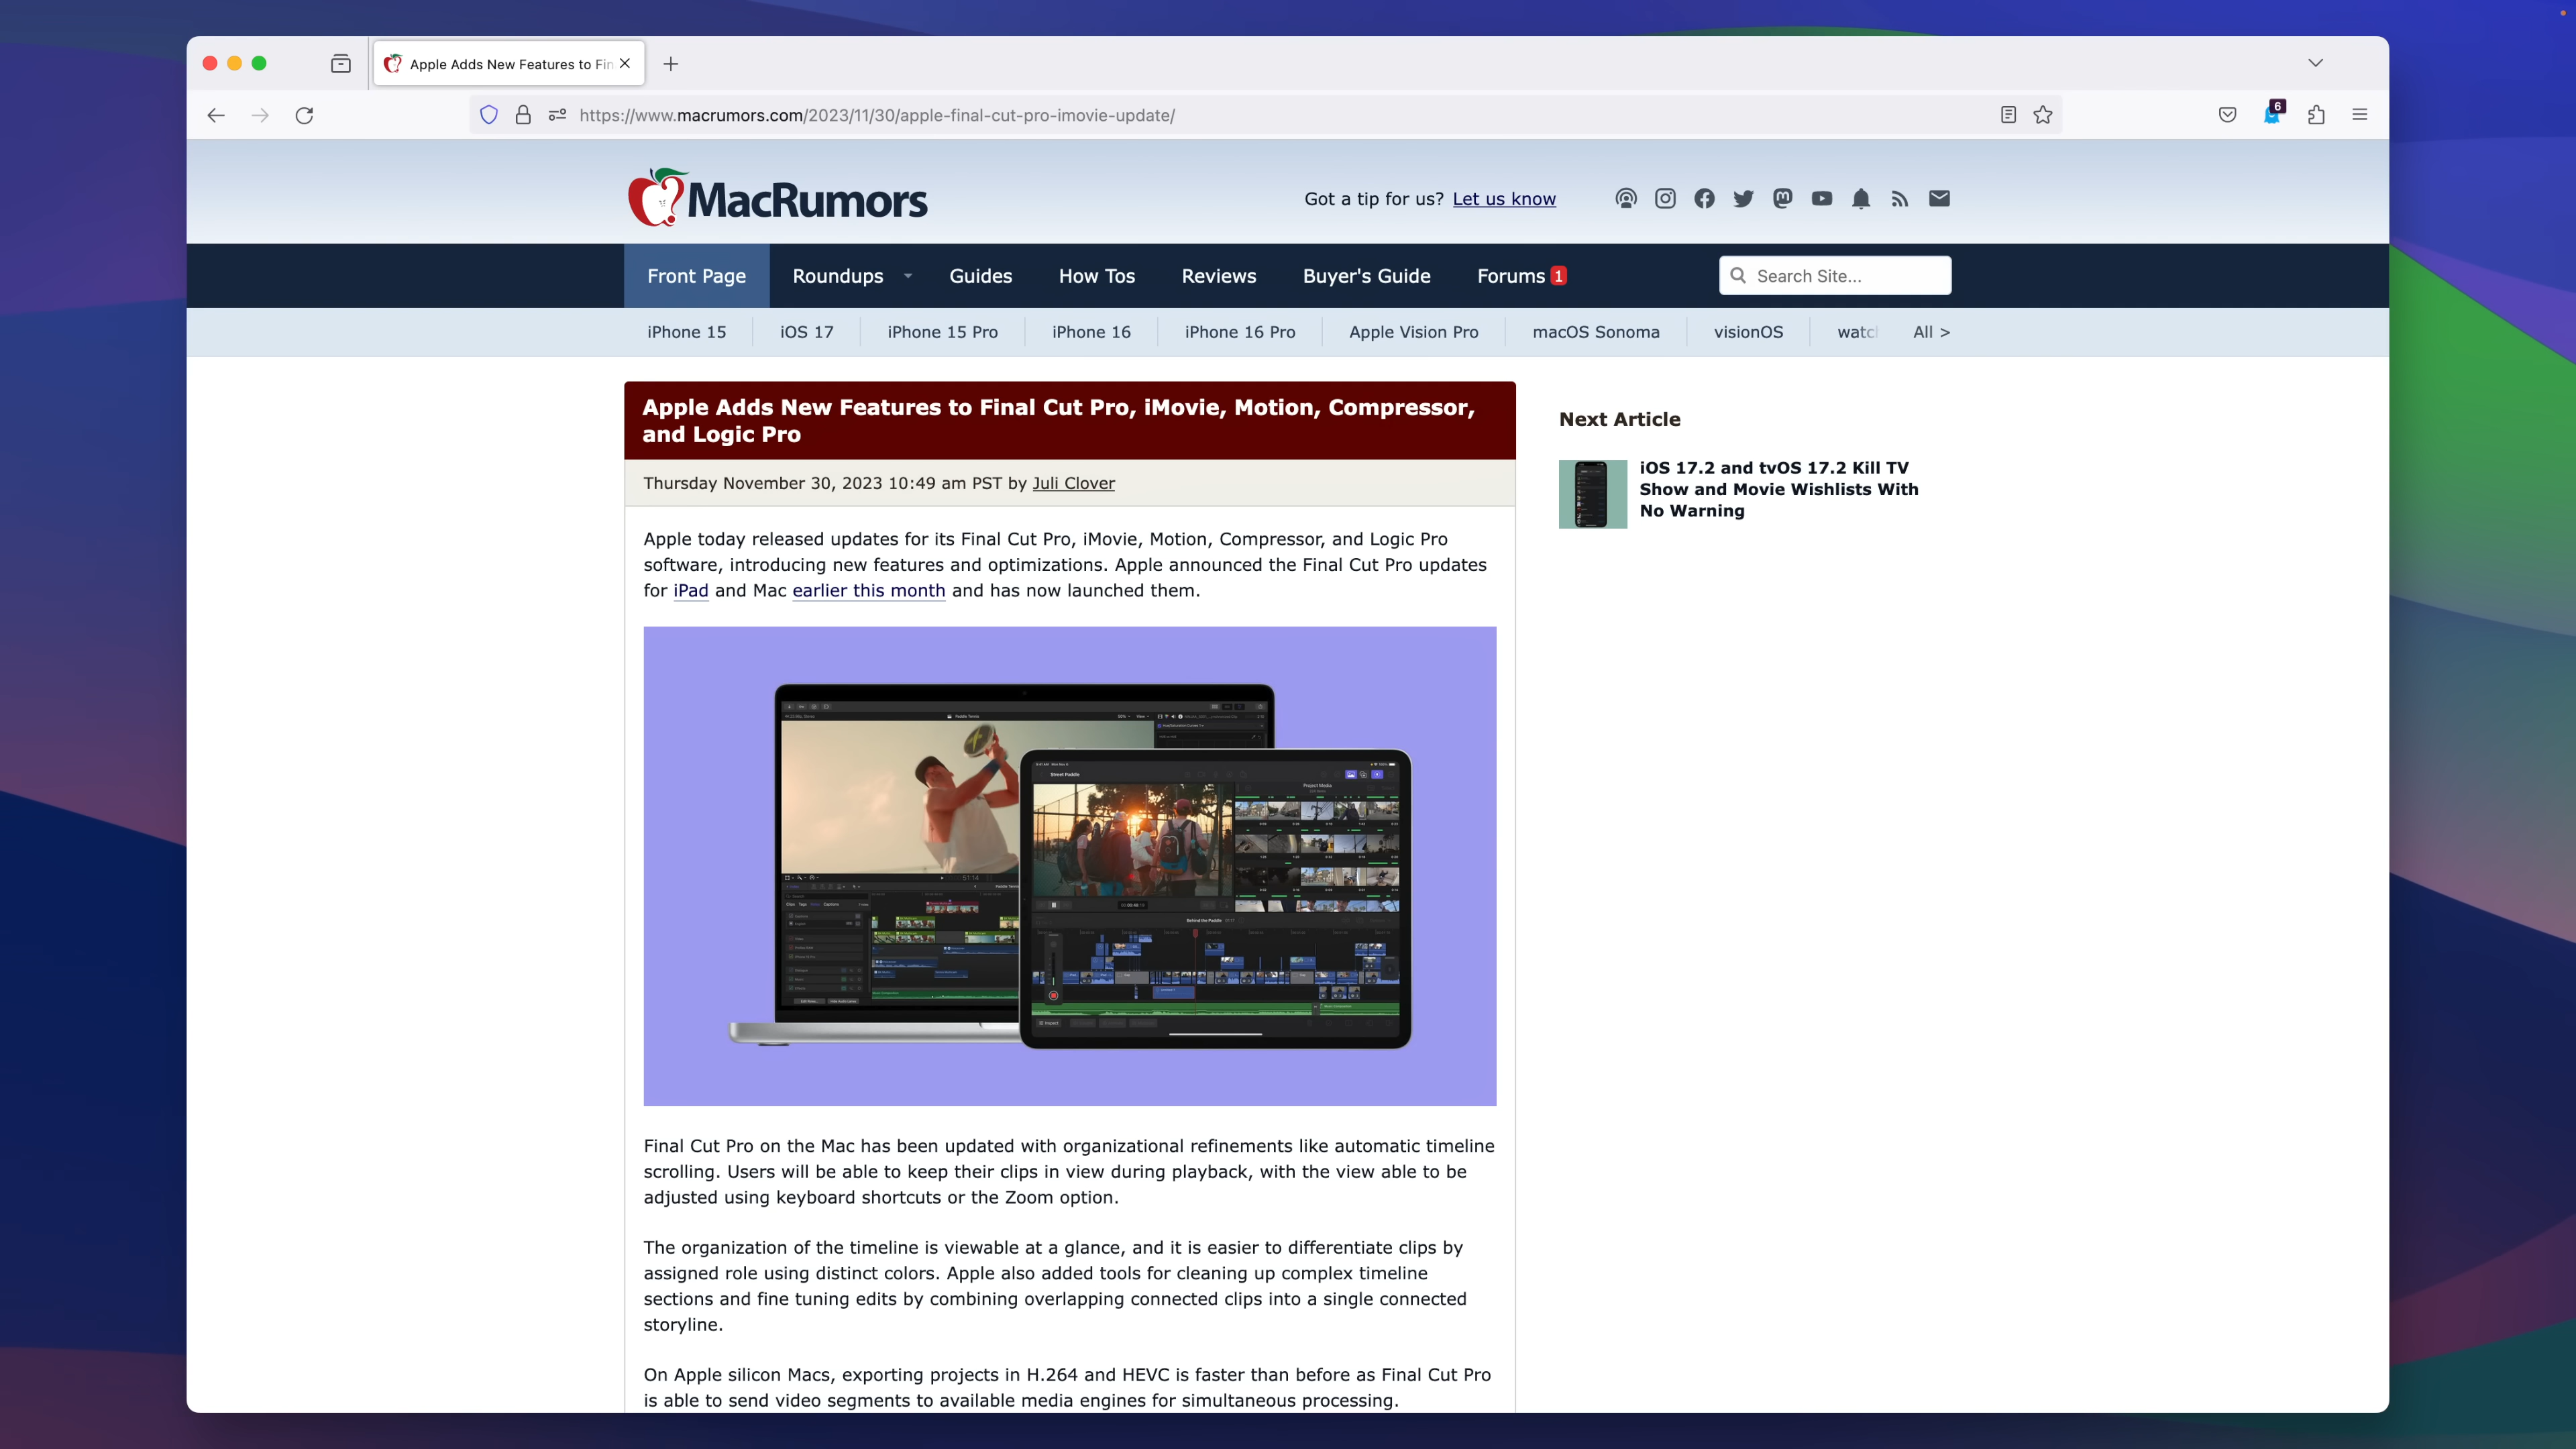 Apple Adds New Features to Fin
https://www.macrumors.com/2023/11/30/apple-final-cut-pro-imovie-update/
6
MacRumors
Got a tip for us? Let us know
Front Page
Roundups
Guides
How Tos
Reviews
Buyer's Guide
Forums 1
Search Site...
iPhone 15
iOS 17
iPhone 15 Pro
iPhone 16
iPhone 16 Pro
Apple Vision Pro
macOS Sonoma
visionOS
watc
All >
Apple Adds New Features to Final Cut Pro, iMovie, Motion, Compressor,
and Logic Pro
Thursday November 30, 2023 10:49 am PST by Juli Clover
Apple today released updates for its Final Cut Pro, iMovie, Motion, Compressor, and Logic Pro
software, introducing new features and optimizations. Apple announced the Final Cut Pro updates
for iPad and Mac earlier this month and has now launched them.
Paddle Tennis
Street Paddle
Project Media
Behind the Paddle
Inspect
Final Cut Pro on the Mac has been updated with organizational refinements like automatic timeline
scrolling. Users will be able to keep their clips in view during playback, with the view able to be
adjusted using keyboard shortcuts or the Zoom option.
The organization of the timeline is viewable at a glance, and it is easier to differentiate clips by
assigned role using distinct colors. Apple also added tools for cleaning up complex timeline
sections and fine tuning edits by combining overlapping connected clips into a single connected
storyline.
On Apple silicon Macs, exporting projects in H.264 and HEVC is faster than before as Final Cut Pro
is able to send video segments to available media engines for simultaneous processing.
Next Article
iOS 17.2 and tvOS 17.2 Kill TV
Show and Movie Wishlists With
No Warning